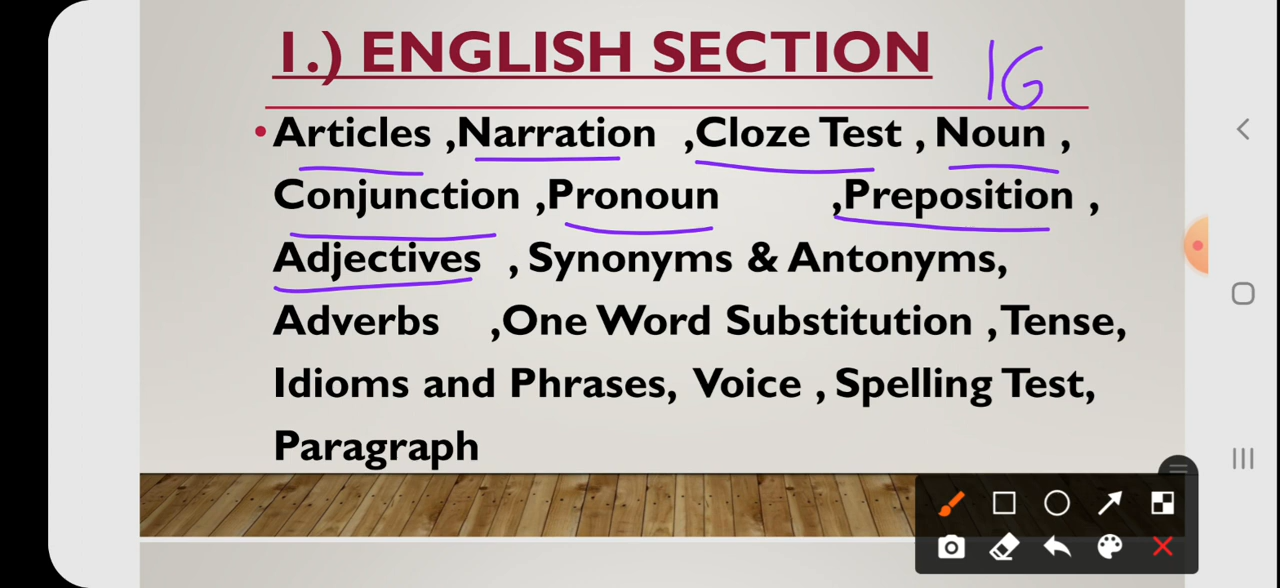 1.) ENGLISH SECTION
16
• Articles ,Narration ,Cloze Test , Noun ,
Conjunction ,Pronoun ,Preposition ,
Adjectives , Synonyms & Antonyms,
Adverbs ,One Word Substitution ,Tense,
Idioms and Phrases, Voice , Spelling Test,
Paragraph